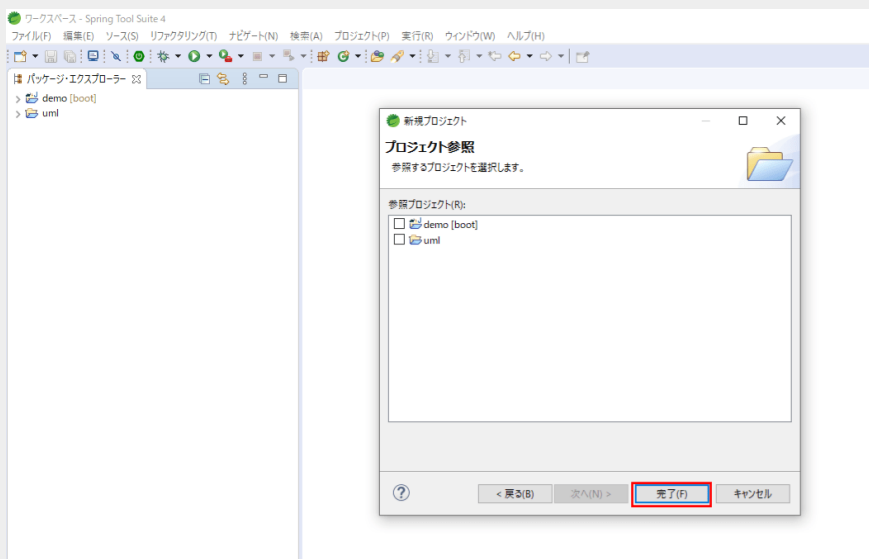 ワークスペース - Spring Tool Suite 4
ファイル(F) 編集(E) ソース(S) リファクタリング(T) ナビゲート(N) 検索(A) プロジェクト(P) 実行(R) ウィンドウ(W) ヘルプ(H)
パッケージ・エクスプローラー
demo [boot]
uml
新規プロジェクト
プロジェクト参照
参照するプロジェクトを選択します。
参照プロジェクト(R):
demo [boot]
uml
< 戻る(B) 次へ(N) > 完了(F) キャンセル